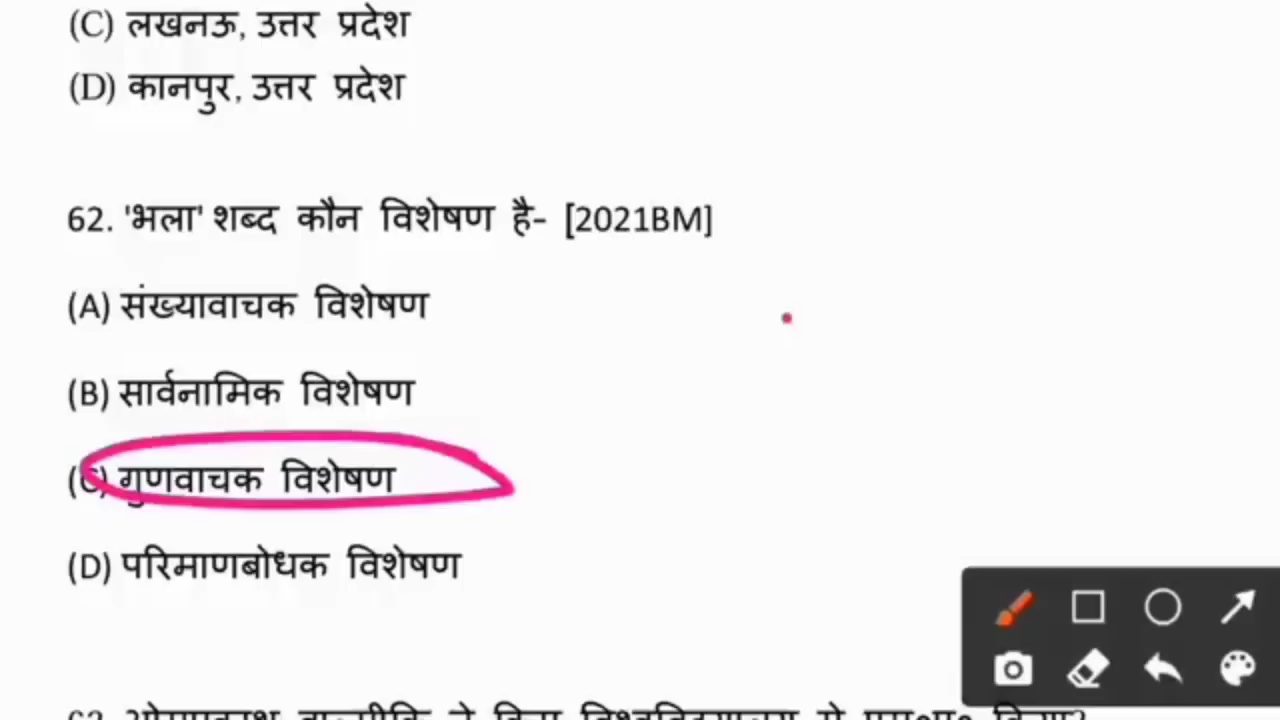 (C) लखनऊ, उत्तर प्रदेश
(D) कानपुर, उत्तर प्रदेश
62. 'भला' शब्द कौन विशेषण है- [2021BM]
(A) संख्यावाचक विशेषण
(B) सार्वनामिक विशेषण
(C) गुणवाचक विशेषण
(D) परिमाणबोधक विशेषण